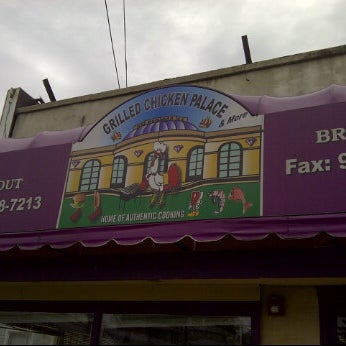 GRILLED CHICKEN PALACE
& More
OUT
8-7213
HOME OF AUTHENTIC COOKING
BR
Fax: 9